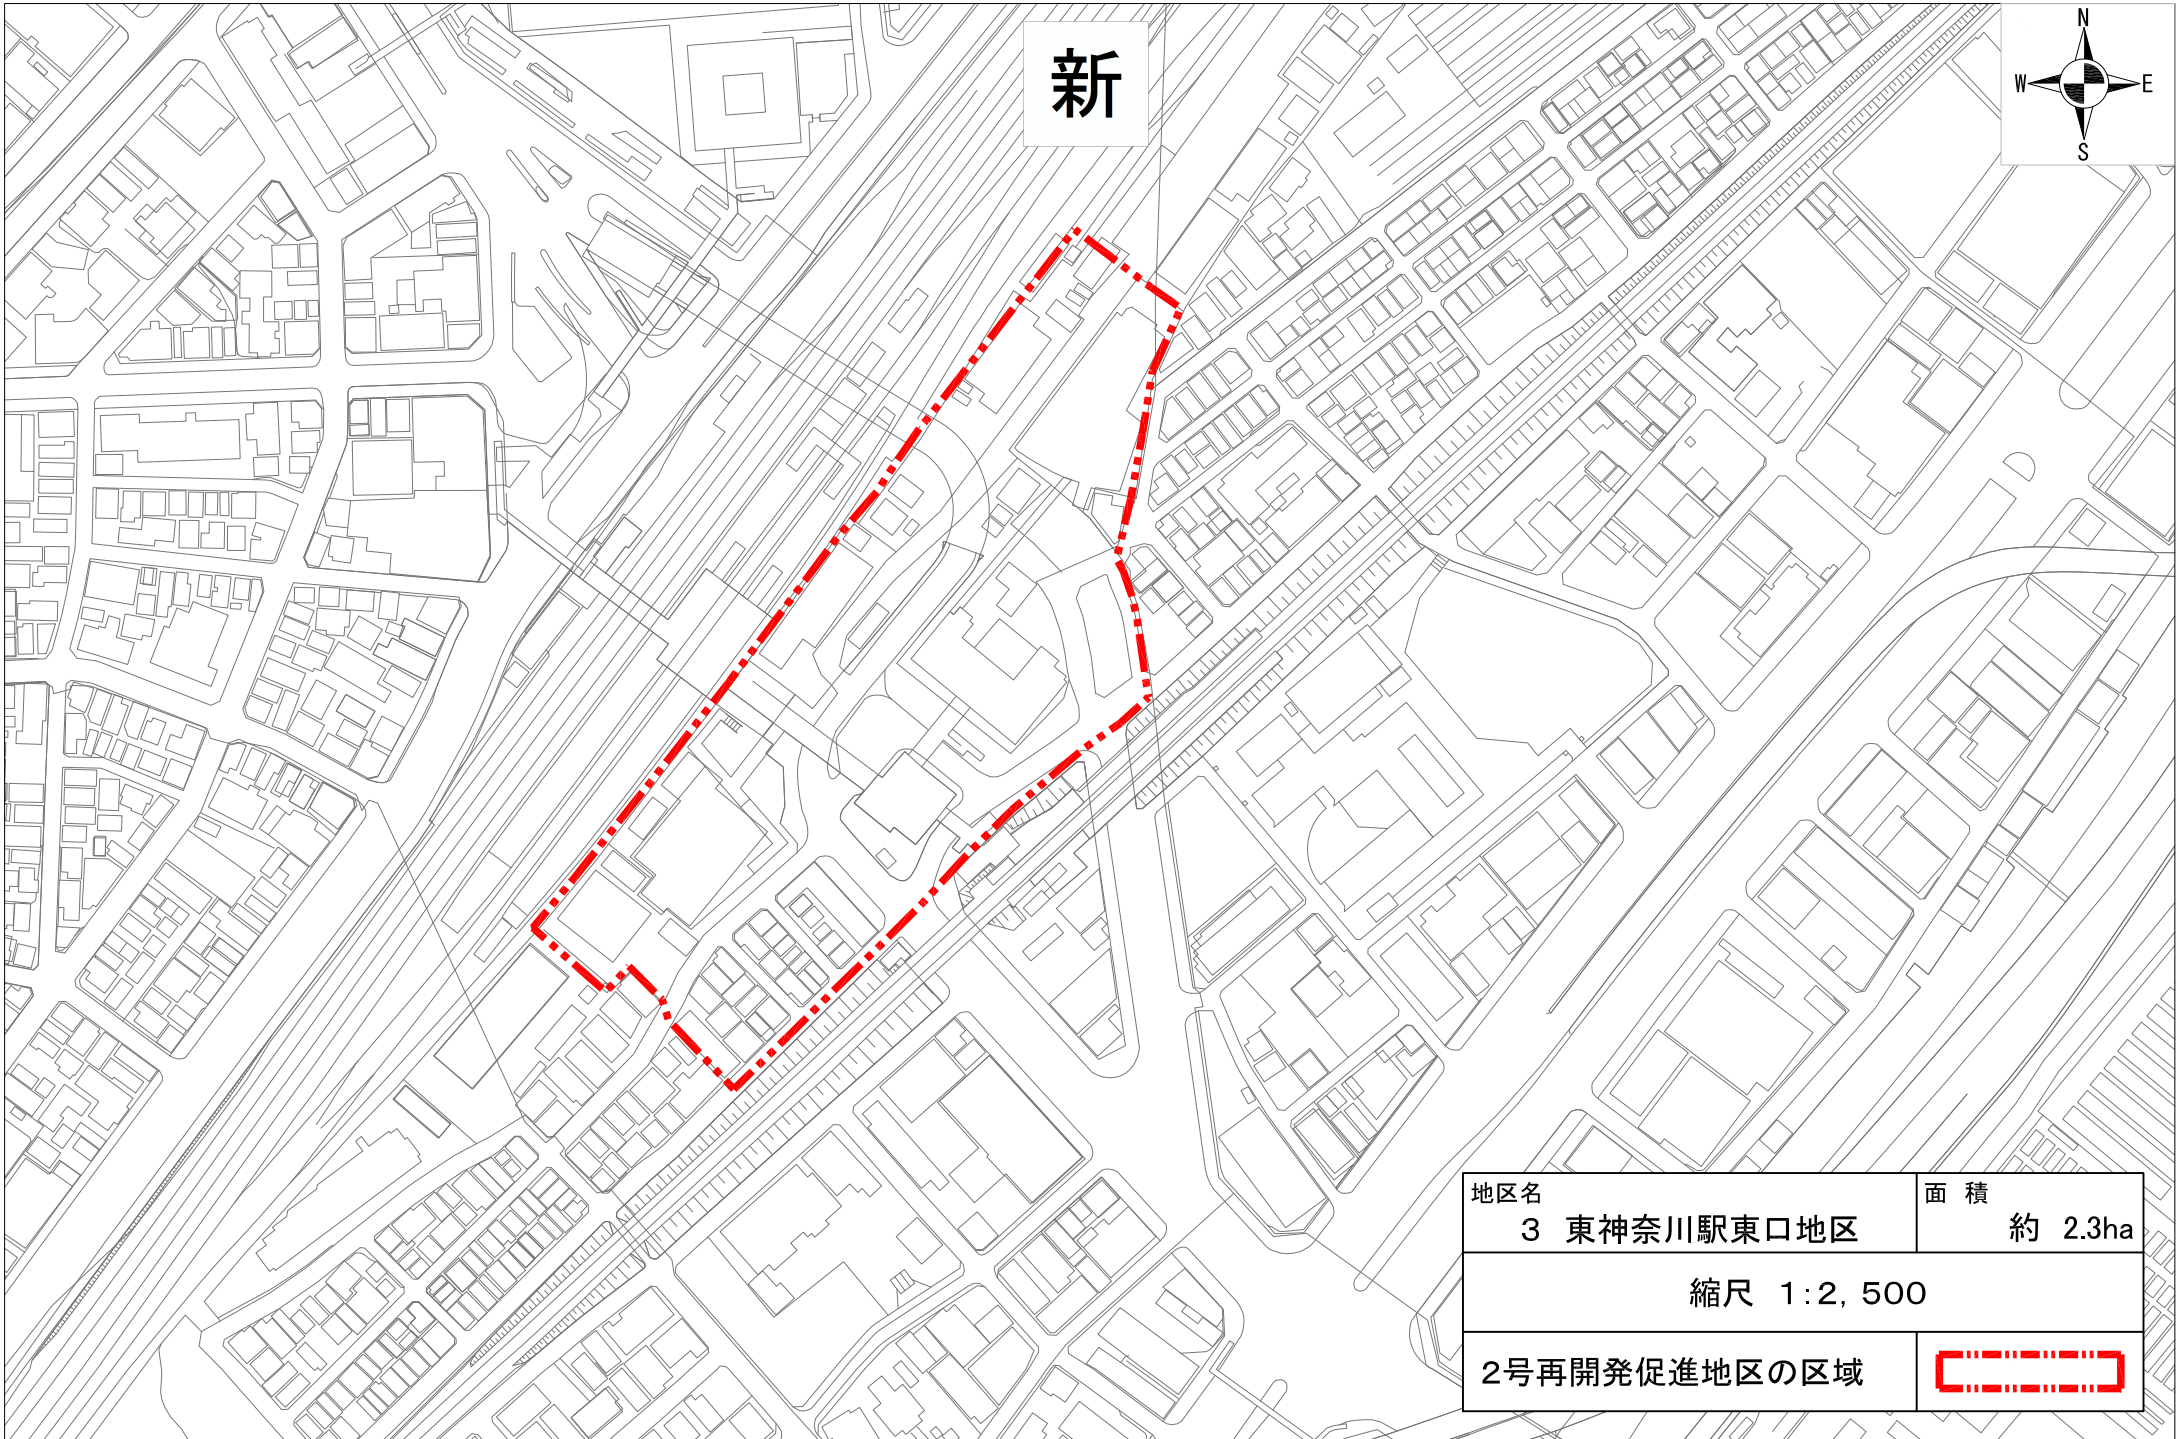 新
N
W E
S
地区名
3 東神奈川駅東口地区
面 積
約 2.3ha
縮尺 1:2,500
2号再開発促進地区の区域